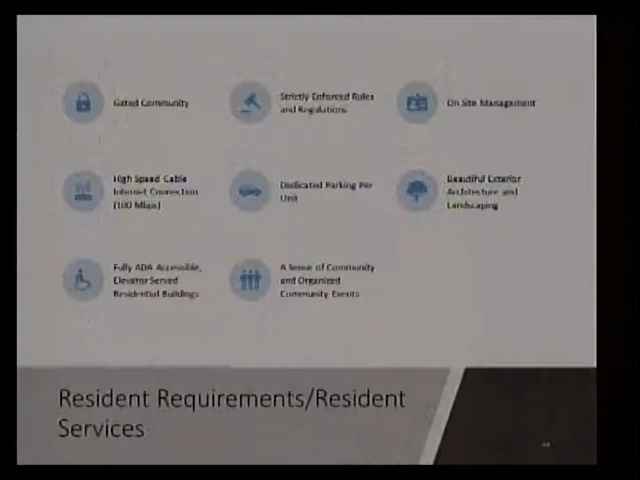 Gated Community
Strictly Enforced Rules
and Regulations
On Site Management
High Speed Cable
Internet Connection
(100 Mbps)
Dedicated Parking Per
Unit
Beautiful Exterior
Architecture and
Landscaping
Fully ADA Accessible,
Elevator Served
Residential Buildings
A Sense of Community
and Organized
Community Events
Resident Requirements/Resident
Services